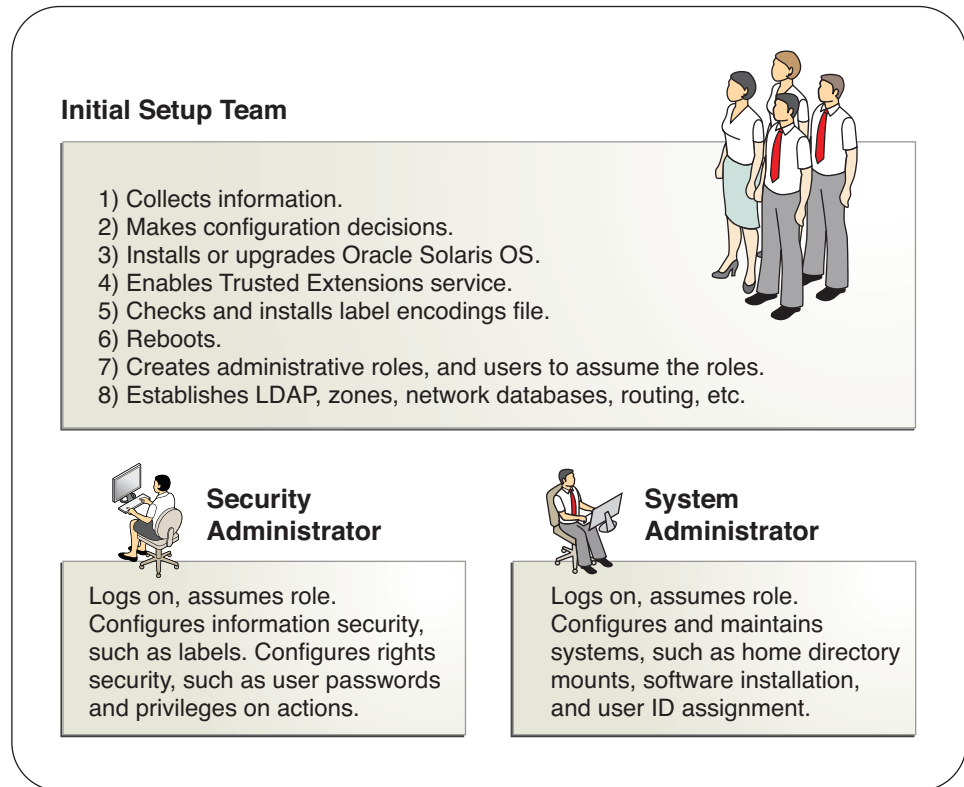 Initial Setup Team
1) Collects information.
2) Makes configuration decisions.
3) Installs or upgrades Oracle Solaris OS.
4) Enables Trusted Extensions service.
5) Checks and installs label encodings file.
6) Reboots.
7) Creates administrative roles, and users to assume the roles.
8) Establishes LDAP, zones, network databases, routing, etc.
Security
Administrator
Logs on, assumes role.
Configures information security,
such as labels. Configures rights
security, such as user passwords
and privileges on actions.
System
Administrator
Logs on, assumes role.
Configures and maintains
systems, such as home directory
mounts, software installation,
and user ID assignment.